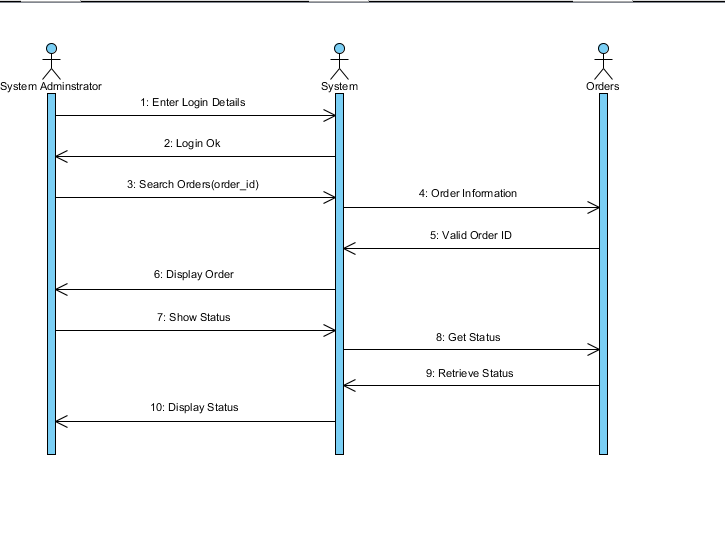 System Adminstrator
System
Orders
1: Enter Login Details
2: Login Ok
3: Search Orders(order_id)
4: Order Information
5: Valid Order ID
6: Display Order
7: Show Status
8: Get Status
9: Retrieve Status
10: Display Status